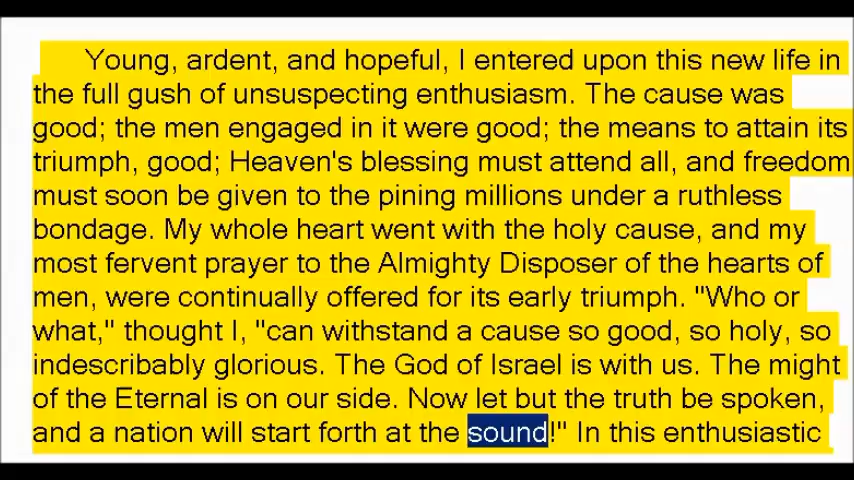 Young, ardent, and hopeful, I entered upon this new life in
the full gush of unsuspecting enthusiasm. The cause was
good; the men engaged in it were good; the means to attain its
triumph, good; Heaven's blessing must attend all, and freedom
must soon be given to the pining millions under a ruthless
bondage. My whole heart went with the holy cause, and my
most fervent prayer to the Almighty Disposer of the hearts of
men, were continually offered for its early triumph. "Who or
what," thought I, "can withstand a cause so good, so holy, so
indescribably glorious. The God of Israel is with us. The might
of the Eternal is on our side. Now let but the truth be spoken,
and a nation will start forth at the sound!" In this enthusiastic